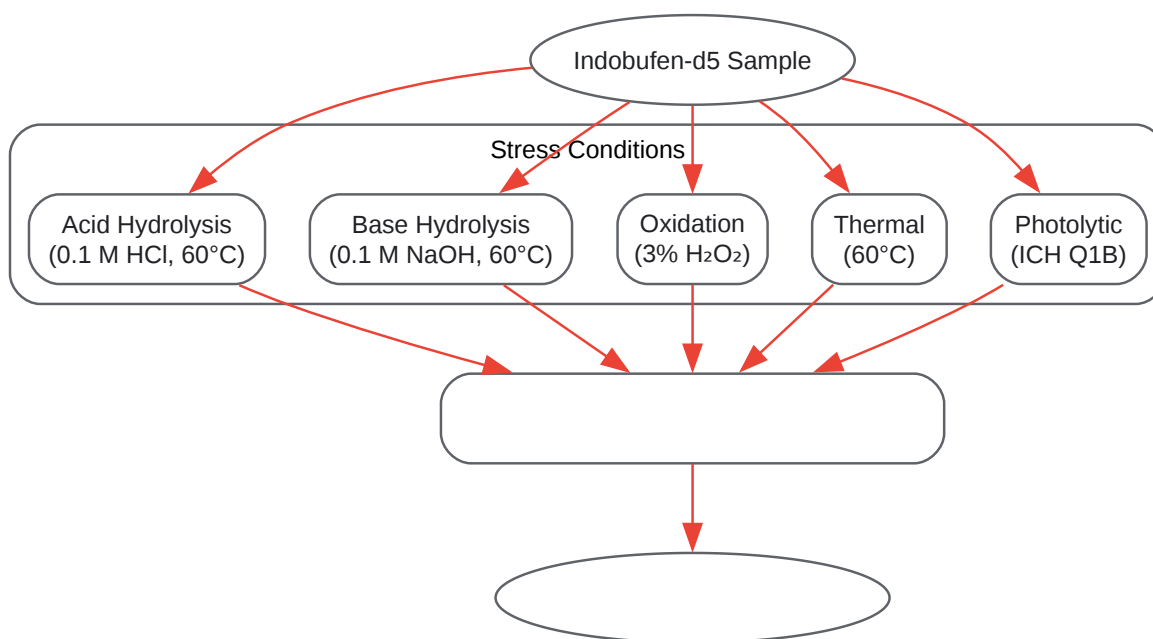 Indobufen-d5 Sample
Stress Conditions
Acid Hydrolysis
(0.1 M HCl, 60°C)
Base Hydrolysis
(0.1 M NaOH, 60°C)
Oxidation
(3% H₂O₂)
Thermal
(60°C)
Photolytic
(ICH Q1B)